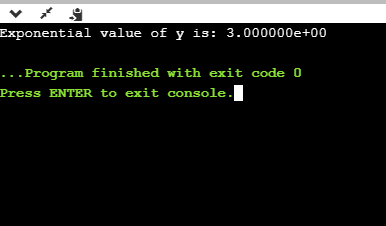 Exponential value of y is: 3.000000e+00
...Program finished with exit code 0
Press ENTER to exit console.